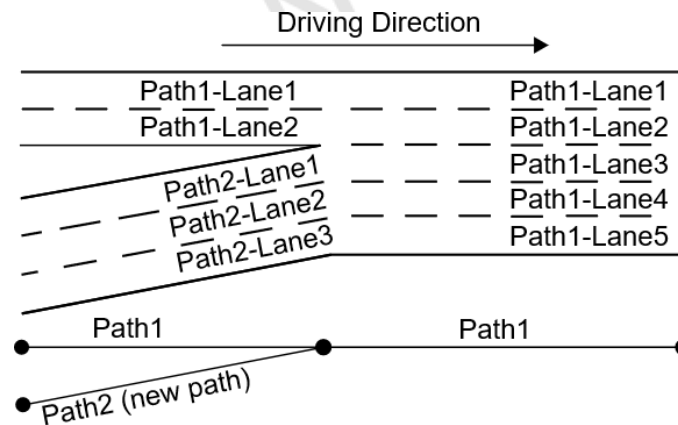 Driving Direction
Path1-Lane1
Path1-Lane1
Path1-Lane2
Path1-Lane2
Path2-Lane1
Path1-Lane3
Path2-Lane2
Path1-Lane4
Path2-Lane3
Path1-Lane5
Path1
Path1
Path2 (new path)